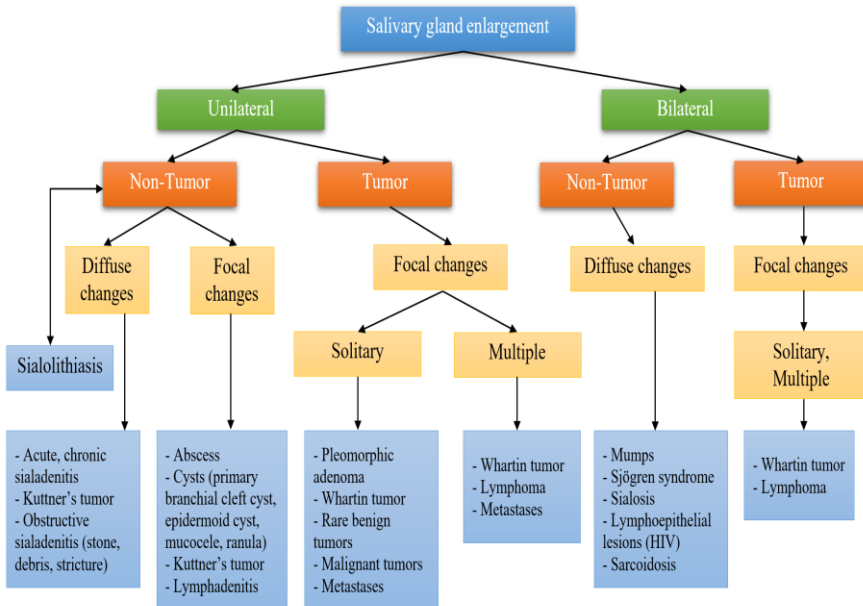 Salivary gland enlargement
Unilateral
Bilateral
Non-Tumor
Tumor
Non-Tumor
Tumor
Diffuse
changes
Focal
changes
Focal changes
Diffuse changes
Focal changes
Sialolithiasis
Solitary
Multiple
Solitary,
Multiple
- Acute, chronic
sialadenitis
- Kuttner's tumor
- Obstructive
sialadenitis (stone,
debris, stricture)
- Abscess
- Cysts (primary
branchial cleft cyst,
epidermoid cyst,
mucocele, ranula)
- Kuttner's tumor
- Lymphadenitis
- Pleomorphic
adenoma
- Whartin tumor
- Rare benign
tumors
- Malignant tumors
- Metastases
- Whartin tumor
- Lymphoma
- Metastases
- Mumps
- Sjögren syndrome
- Sialosis
- Lymphoepithelial
lesions (HIV)
- Sarcoidosis
- Whartin tumor
- Lymphoma